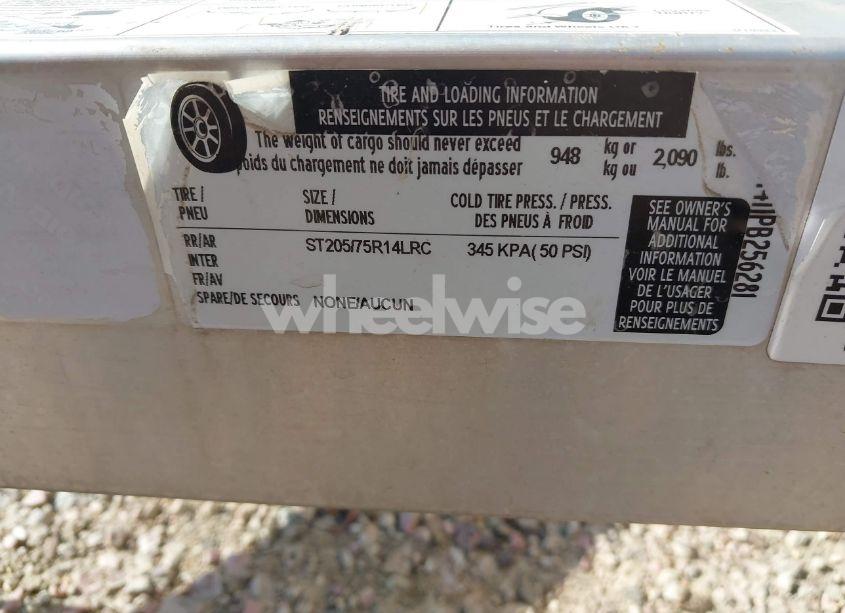 TIRE AND LOADING INFORMATION
RENSEIGNEMENTS SUR LES PNEUS ET LE CHARGEMENT
The weight of cargo should never exceed 948 kg or 2,090 lbs.
poids du chargement ne doit jamais dépasser kg ou lb.
TIRE / SIZE / COLD TIRE PRESS. / PRESS.
PNEU DIMENSIONS DES PNEUS À FROID
RR/AR ST205/75R14LRC 345 KPA( 50 PSI)
INTER
FR/AV
SPARE/DE SECOURS NONE/AUCUN
SEE OWNER'S
MANUAL FOR
ADDITIONAL
INFORMATION
VOIR LE MANUEL
DE L'USAGER
POUR PLUS DE
RENSEIGNEMENTS
wheelwise